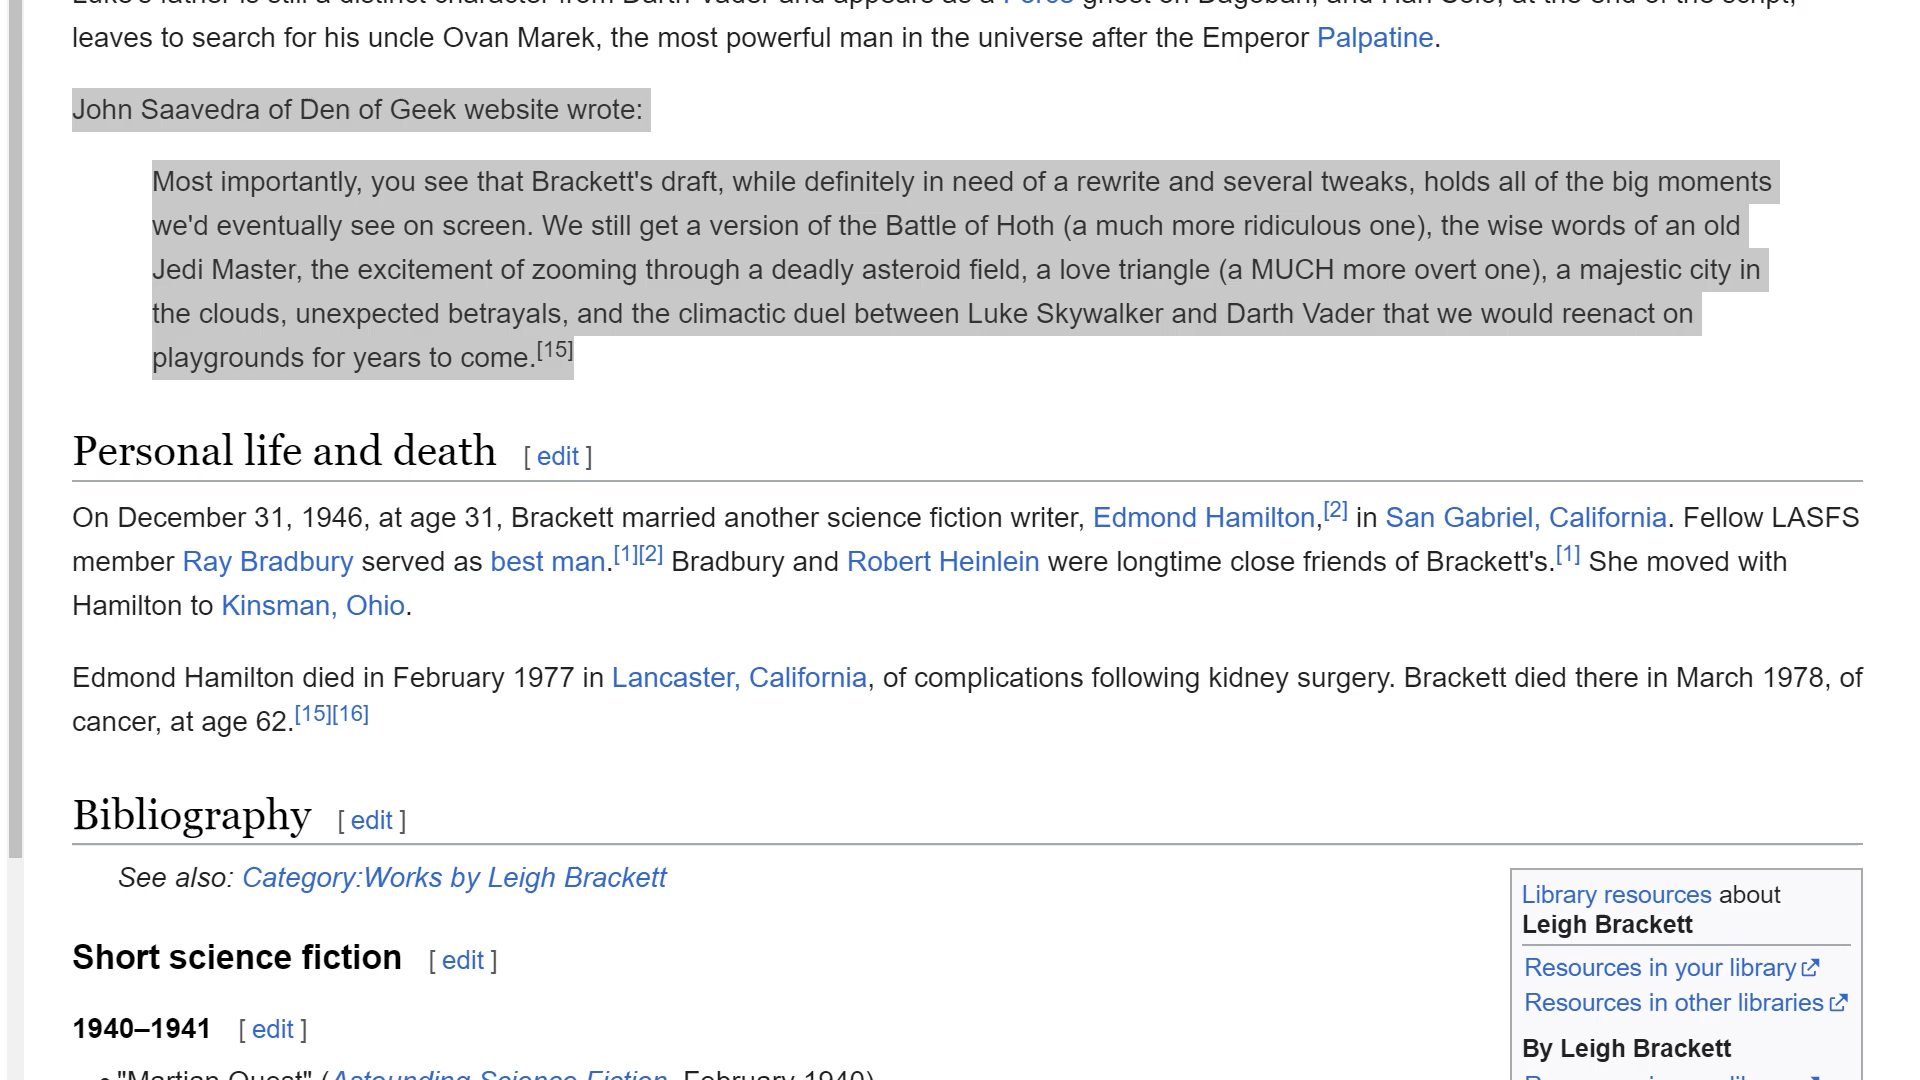 leaves to search for his uncle Ovan Marek, the most powerful man in the universe after the Emperor Palpatine.
John Saavedra of Den of Geek website wrote:
Most importantly, you see that Brackett's draft, while definitely in need of a rewrite and several tweaks, holds all of the big moments
we'd eventually see on screen. We still get a version of the Battle of Hoth (a much more ridiculous one), the wise words of an old
Jedi Master, the excitement of zooming through a deadly asteroid field, a love triangle (a MUCH more overt one), a majestic city in
the clouds, unexpected betrayals, and the climactic duel between Luke Skywalker and Darth Vader that we would reenact on
playgrounds for years to come.[15]
Personal life and death [ edit ]
On December 31, 1946, at age 31, Brackett married another science fiction writer, Edmond Hamilton,[2] in San Gabriel, California. Fellow LASFS
member Ray Bradbury served as best man.[1][2] Bradbury and Robert Heinlein were longtime close friends of Brackett's.[1] She moved with
Hamilton to Kinsman, Ohio.
Edmond Hamilton died in February 1977 in Lancaster, California, of complications following kidney surgery. Brackett died there in March 1978, of
cancer, at age 62.[15][16]
Bibliography [ edit ]
See also: Category:Works by Leigh Brackett
Short science fiction [ edit ]
1940–1941 [ edit ]
• "Martian Quest" (Astounding Science Fiction, February 1940)
Library resources about
Leigh Brackett
Resources in your library
Resources in other libraries
By Leigh Brackett